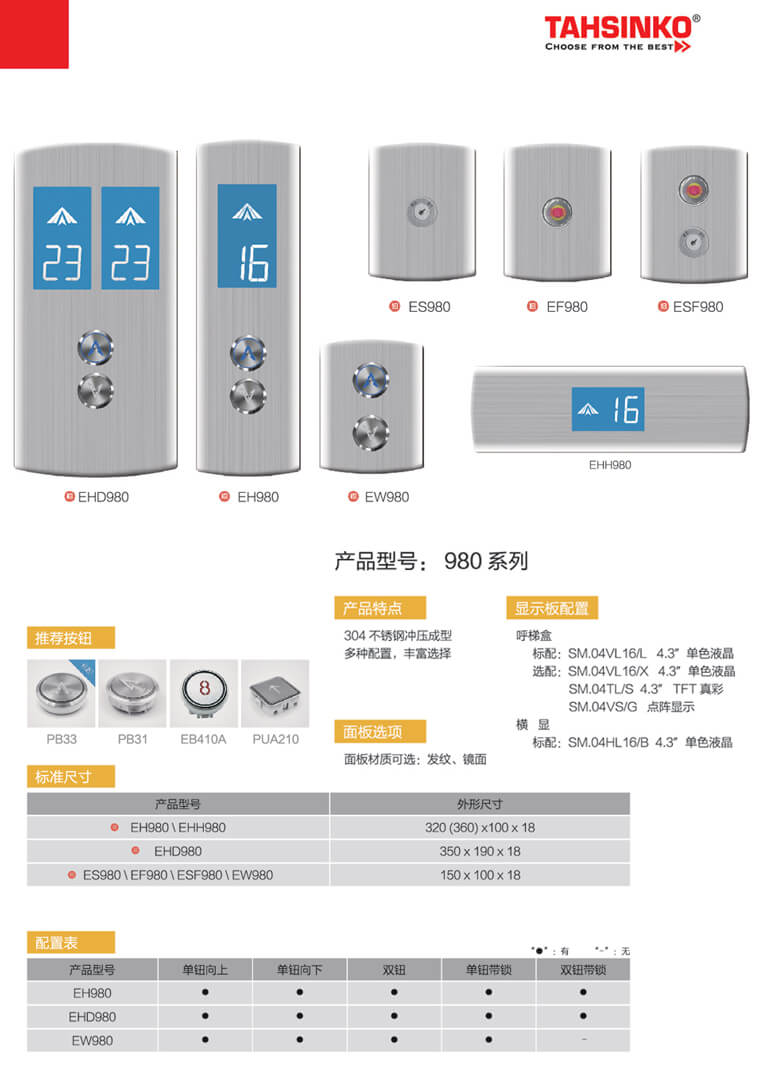 TAHSINKO®
CHOOSE FROM THE BEST
23 23
16
ES980
EF980
ESF980
16
EHH980
EHD980
EH980
EW980
产品型号： 980 系列
产品特点
304 不锈钢冲压成型
多种配置，丰富选择
显示板配置
呼梯盒
标配：SM.04VL16/L 4.3” 单色液晶
选配：SM.04VL16/X 4.3” 单色液晶
SM.04TL/S 4.3” TFT 真彩
SM.04VS/G 点阵显示
横 显
标配：SM.04HL16/B 4.3” 单色液晶
推荐按钮
8
PB33
PB31
EB410A
PUA210
面板选项
面板材质可选：发纹、镜面
标准尺寸
产品型号 外形尺寸
EH980 \ EHH980 320 (360) x100 x 18
EHD980 350 x 190 x 18
ES980 \ EF980 \ ESF980 \ EW980 150 x 100 x 18
配置表
“●”：有 “-”：无
产品型号 单钮向上 单钮向下 双钮 单钮带锁 双钮带锁
EH980 ● ● ● ● ●
EHD980 ● ● ● ● ●
EW980 ● ● ● ● -